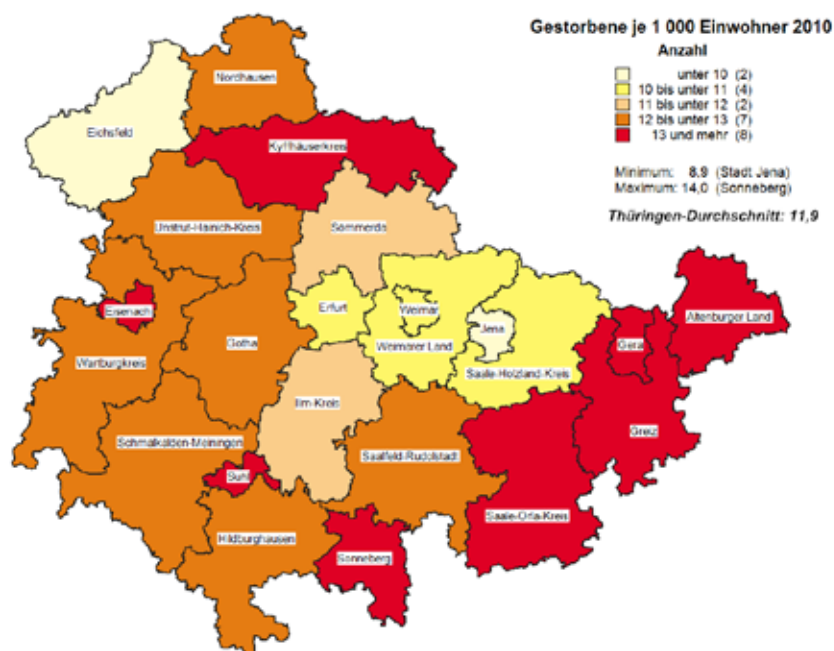 Gestorbene je 1 000 Einwohner 2010
Anzahl
unter 10 (2)
10 bis unter 11 (4)
11 bis unter 12 (2)
12 bis unter 13 (7)
13 und mehr (8)
Minimum: 8,9 (Stadt Jena)
Maximum: 14,0 (Sonneberg)
Thüringen-Durchschnitt: 11,9
Nordhausen
Eichsfeld
Kyffhäuserkreis
Unstrut-Hainich-Kreis
Sömmerda
Eisenach
Erfurt
Weimar
Jena
Altenburger Land
Gotha
Weimarer Land
Gera
Wartburgkreis
Saale-Holzland-Kreis
Ilm-Kreis
Greiz
Schmalkalden-Meiningen
Saalfeld-Rudolstadt
Suhl
Saale-Orla-Kreis
Hildburghausen
Sonneberg